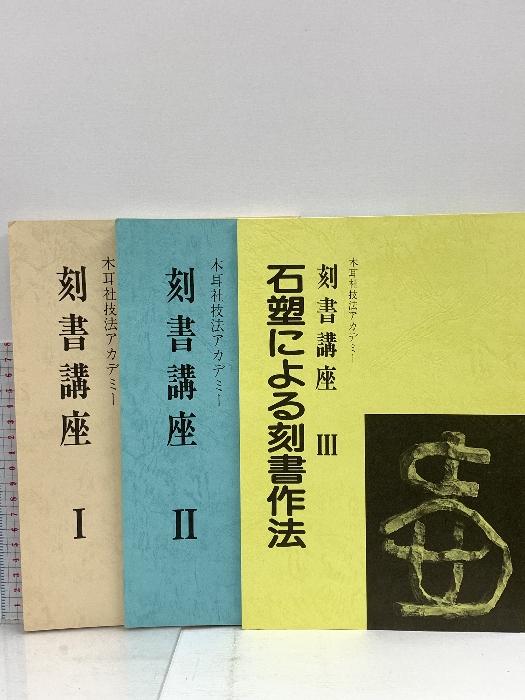 木耳社技法アカデミー
刻書講座 Ⅰ
木耳社技法アカデミー
刻書講座 Ⅱ
木耳社技法アカデミー
刻書講座 Ⅲ
石塑による刻書作法